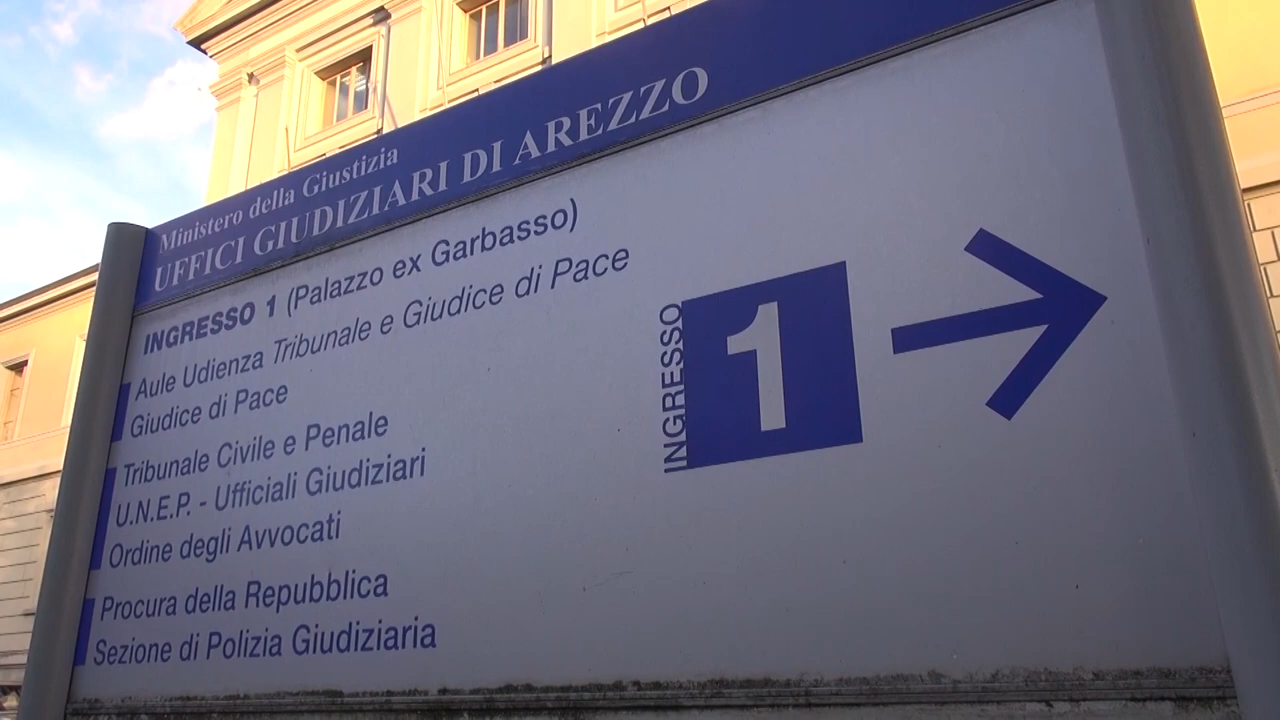 Ministero della Giustizia
UFFICI GIUDIZIARI DI AREZZO
INGRESSO 1 (Palazzo ex Garbasso)
Aule Udienza Tribunale e Giudice di Pace
Giudice di Pace
Tribunale Civile e Penale
U.N.E.P. - Ufficiali Giudiziari
Ordine degli Avvocati
Procura della Repubblica
Sezione di Polizia Giudiziaria
INGRESSO
1